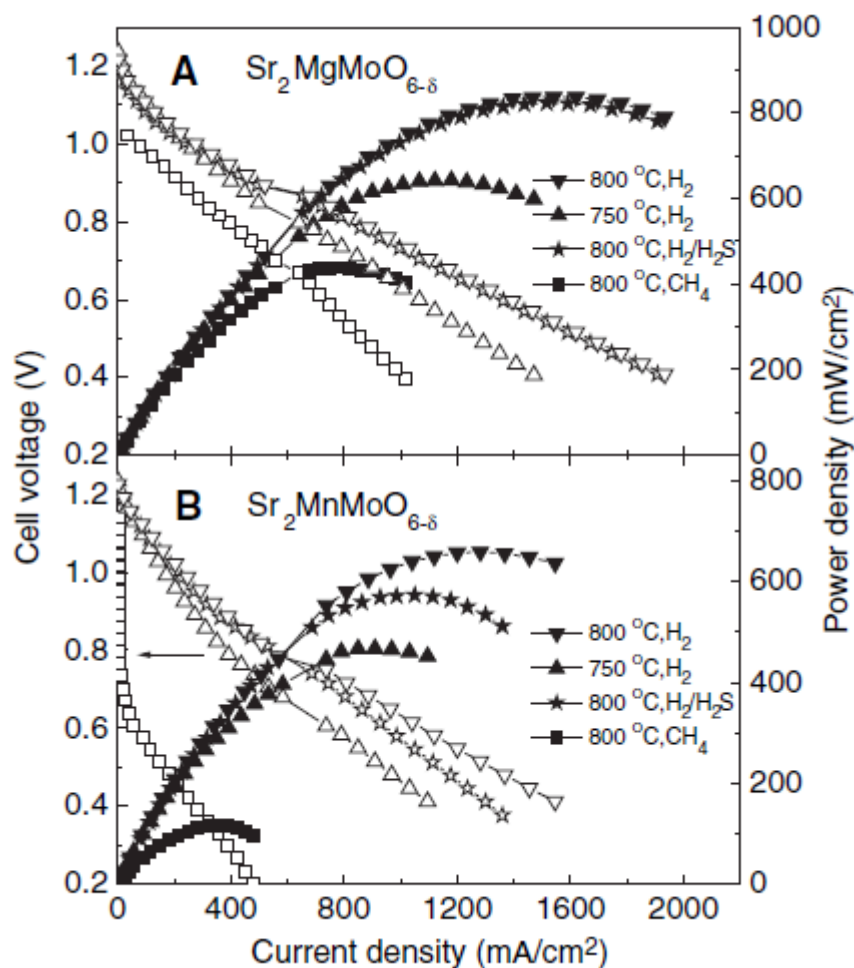 A Sr₂MgMoO₆₋δ
1.2
1.0
0.8
0.6
0.4
0.2
1000
800
600
400
200
0
800 °C,H₂
750 °C,H₂
800 °C,H₂/H₂S
800 °C,CH₄
Cell voltage (V)
Power density (mW/cm²)
B Sr₂MnMoO₆₋δ
1.2
1.0
0.8
0.6
0.4
0.2
800
600
400
200
0
800 °C,H₂
750 °C,H₂
800 °C,H₂/H₂S
800 °C,CH₄
0 400 800 1200 1600 2000
Current density (mA/cm²)